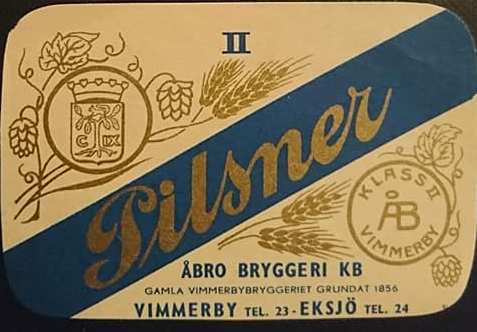 II
C IX
Pilsner
KLASS II
ÅB
VIMMERBY
ÅBRO BRYGGERI KB
GAMLA VIMMERBYBRYGGERIET GRUNDAT 1856
VIMMERBY TEL. 23 - EKSJÖ TEL. 24